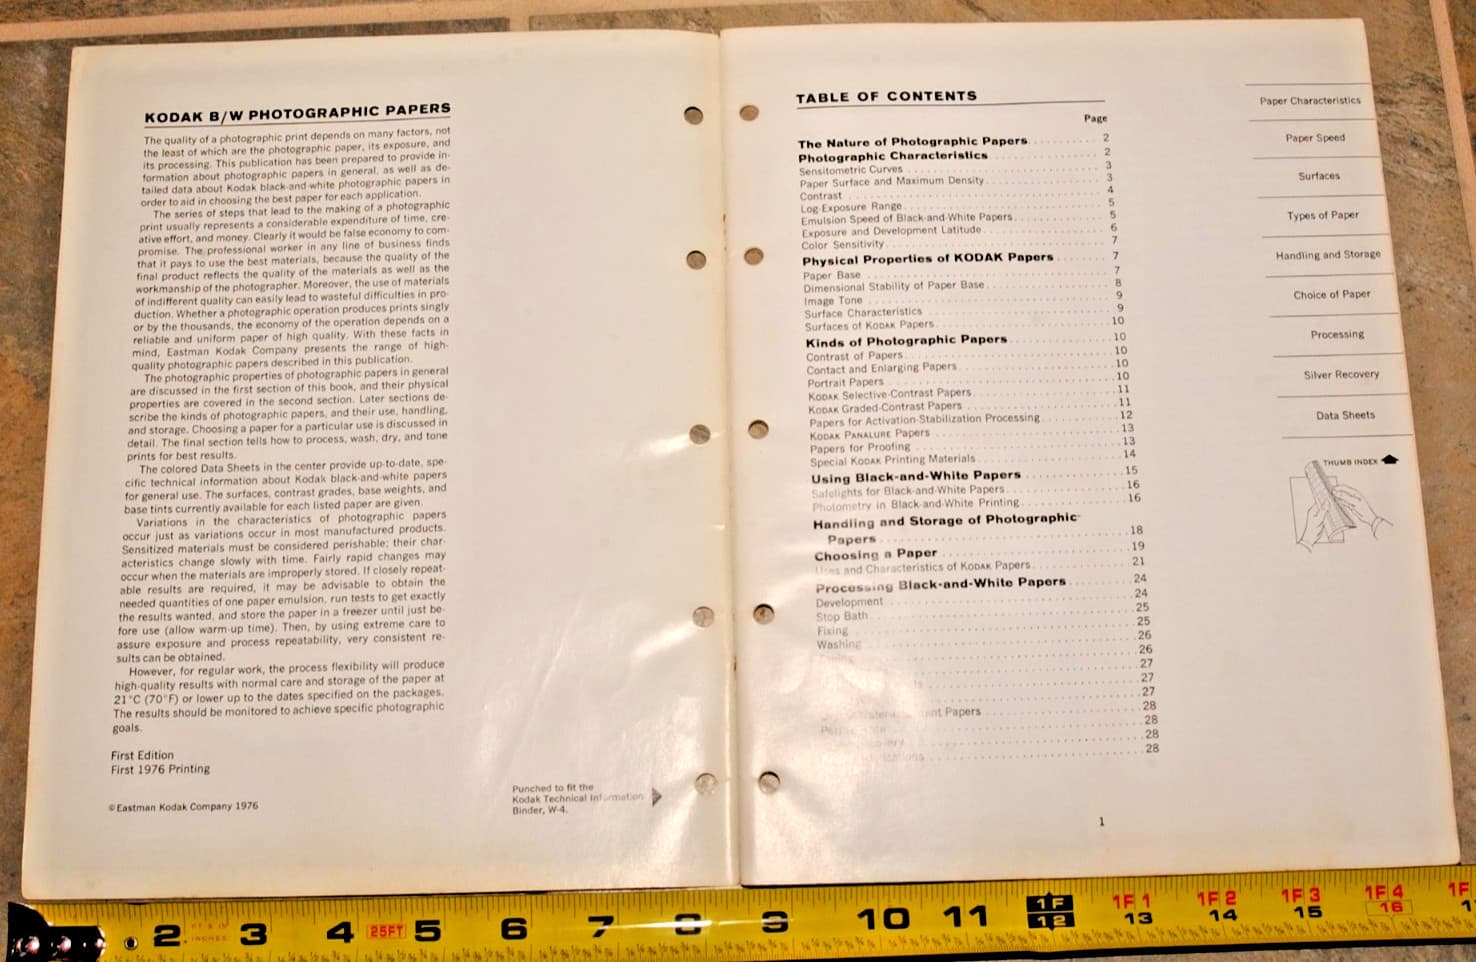 KODAK B/W PHOTOGRAPHIC PAPERS
The quality of a photographic print depends on many factors, not
the least of which are the photographic paper, its exposure, and
its processing. This publication has been prepared to provide in-
formation about photographic papers in general, as well as de-
tailed data about Kodak black-and-white photographic papers in
order to aid in choosing the best paper for each application.
The series of steps that lead to the making of a photographic
print usually represents a considerable expenditure of time, cre-
ative effort, and money. Clearly it would be false economy to com-
promise. The professional worker in any line of business finds
that it pays to use the best materials, because the quality of the
final product reflects the quality of the materials as well as the
workmanship of the photographer. Moreover, the use of materials
of indifferent quality can easily lead to wasteful difficulties in pro-
duction. Whether a photographic operation produces prints singly
or by the thousands, the economy of the operation depends on a
reliable and uniform paper of high quality. With these facts in
mind, Eastman Kodak Company presents the range of high-
quality photographic papers described in this publication.
The photographic properties of photographic papers in general
are discussed in the first section of this book, and their physical
properties are covered in the second section. Later sections de-
scribe the kinds of photographic papers, and their use, handling,
and storage. Choosing a paper for a particular use is discussed in
detail. The final section tells how to process, wash, dry, and tone
prints for best results.
The colored Data Sheets in the center provide up-to-date, spe-
cific technical information about Kodak black-and-white papers
for general use. The surfaces, contrast grades, base weights, and
base tints currently available for each listed paper are given.
Variations in the characteristics of photographic papers
occur just as variations occur in most manufactured products.
Sensitized materials must be considered perishable; their char-
acteristics change slowly with time. Fairly rapid changes may
occur when the materials are improperly stored. If closely repeat-
able results are required, it may be advisable to obtain the
needed quantities of one paper emulsion, run tests to get exactly
the results wanted, and store the paper in a freezer until just be-
fore use (allow warm-up time). Then, by using extreme care to
assure exposure and process repeatability, very consistent re-
sults can be obtained.
However, for regular work, the process flexibility will produce
high-quality results with normal care and storage of the paper at
21°C (70°F) or lower up to the dates specified on the packages.
The results should be monitored to achieve specific photographic
goals.
First Edition
First 1976 Printing
©Eastman Kodak Company 1976
Punched to fit the
Kodak Technical Information
Binder, W-4.
TABLE OF CONTENTS
Page
The Nature of Photographic Papers 2
Photographic Characteristics 2
Sensitometric Curves 3
Paper Surface and Maximum Density 3
Contrast 4
Log-Exposure Range 5
Emulsion Speed of Black-and-White Papers 5
Exposure and Development Latitude 6
Color Sensitivity 7
Physical Properties of KODAK Papers 7
Paper Base 7
Dimensional Stability of Paper Base 8
Image Tone 9
Surface Characteristics 9
Surfaces of KODAK Papers 10
Kinds of Photographic Papers 10
Contrast of Papers 10
Contact and Enlarging Papers 10
Portrait Papers 10
KODAK Selective-Contrast Papers 11
KODAK Graded-Contrast Papers 11
Papers for Activation-Stabilization Processing 12
KODAK PANALURE Papers 13
Papers for Proofing 13
Special KODAK Printing Materials 14
Using Black-and-White Papers 15
Safelights for Black-and-White Papers 16
Photometry in Black-and-White Printing 16
Handling and Storage of Photographic
Papers 18
Choosing a Paper 19
Uses and Characteristics of KODAK Papers 21
Processing Black-and-White Papers 24
Development 24
Stop Bath 25
Fixing 25
Washing 26
26
27
27
27
Papers 28
28
28
28
1
Paper Characteristics
Paper Speed
Surfaces
Types of Paper
Handling and Storage
Choice of Paper
Processing
Silver Recovery
Data Sheets
THUMB INDEX
2 FT & IN INCHES 3 4 25FT 5 6 7 8 9 10 11 1F 12 1F 1 13 1F 2 14 1F 3 15 1F 4 16 1F